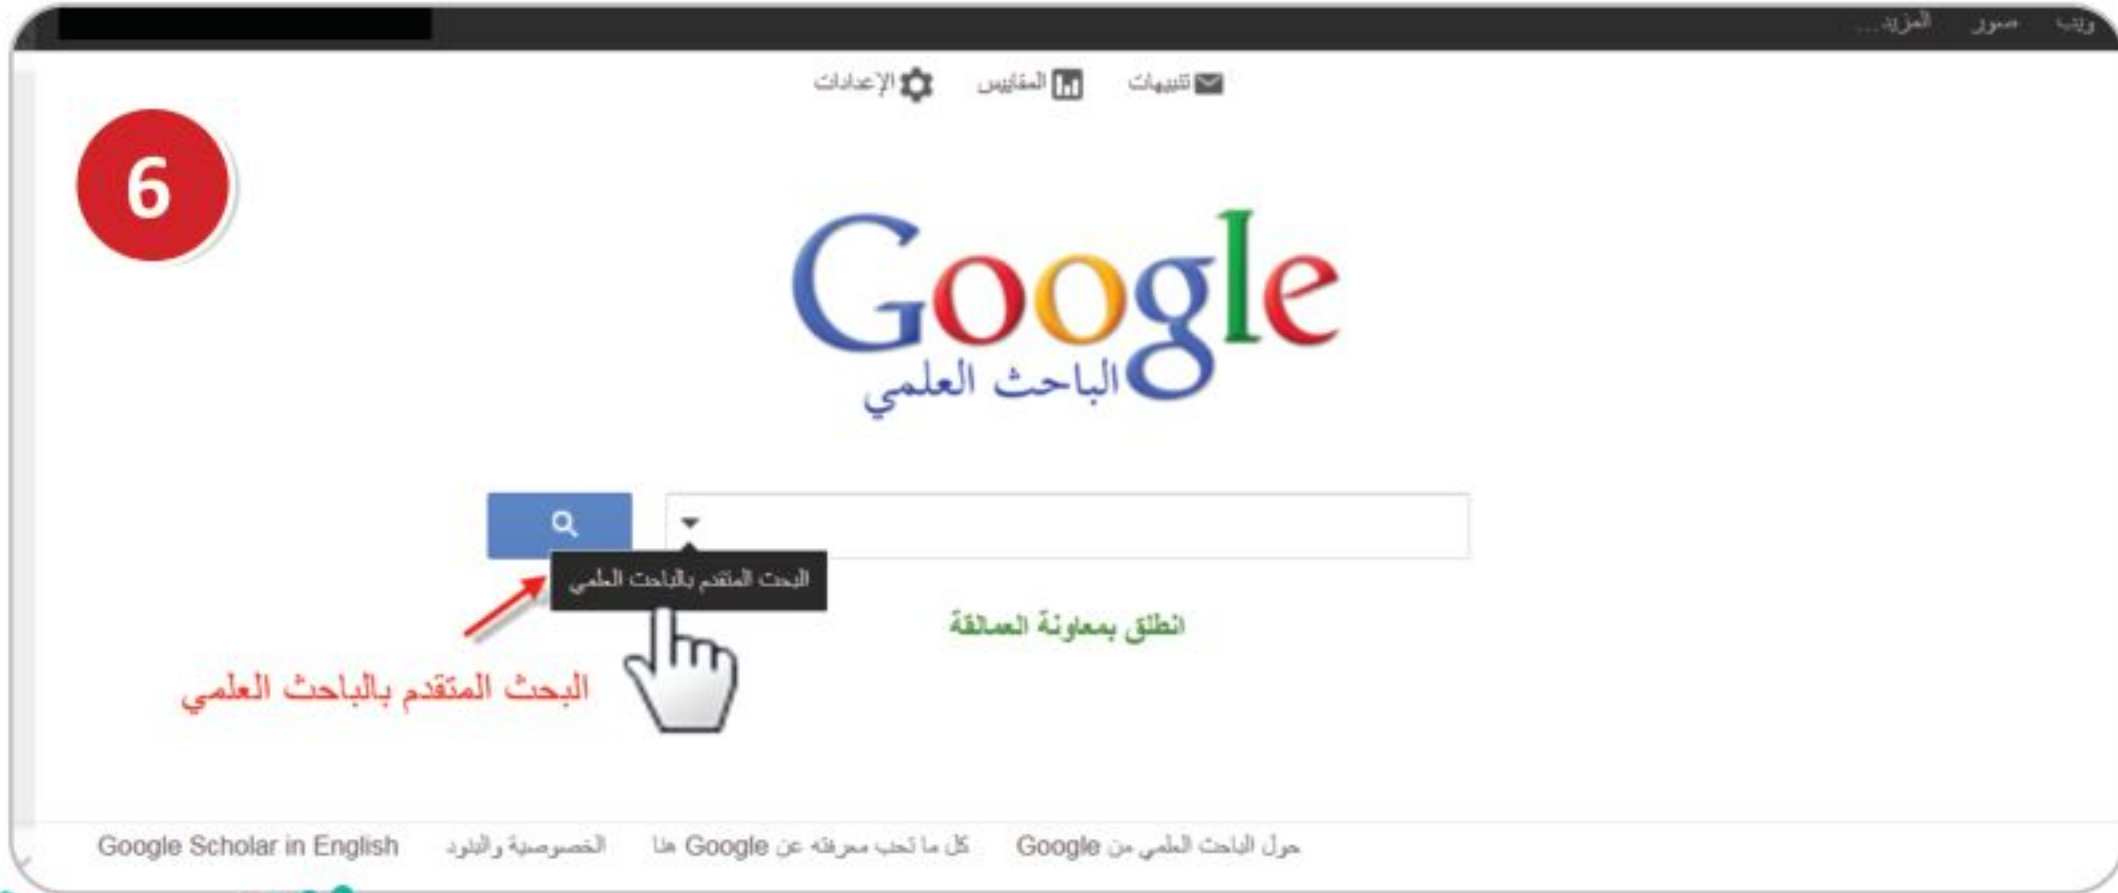 ويب صور المزيد...
تنبيهات المقاييس الإعدادات
6
Google
الباحث العلمي
البحث المتقدم بالباحث العلمي
انطلق بمعاونة العمالقة
البحث المتقدم بالباحث العلمي
حول الباحث العلمي من Google كل ما تحب معرفته عن Google هنا الخصوصية والبنود Google Scholar in English